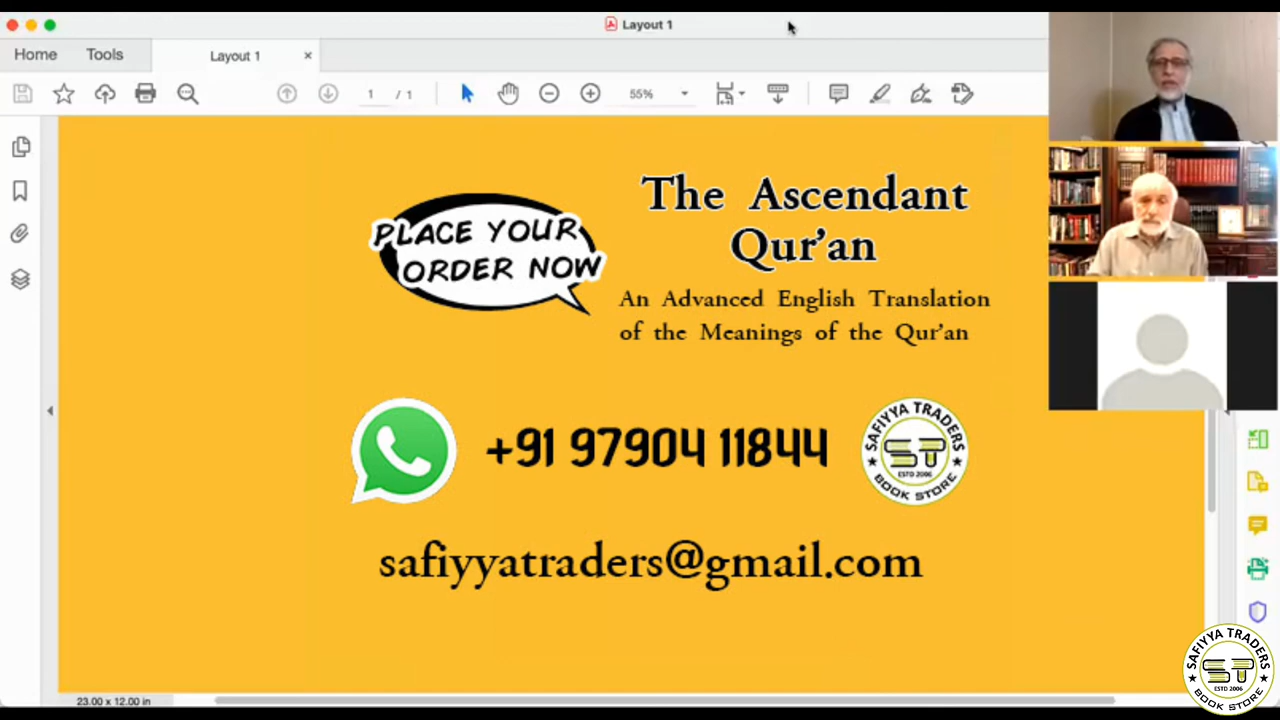 Layout 1
Home
Tools
Layout 1
1 / 1
55%
PLACE YOUR
ORDER NOW
The Ascendant
Qur’an
An Advanced English Translation
of the Meanings of the Qur’an
+91 97904 11844
SAFIYYA TRADERS
ST
ESTD 2006
BOOK STORE
safiyyatraders@gmail.com
23.00 x 12.00 in
SAFIYYA TRADERS
ST
ESTD 2006
BOOK STORE